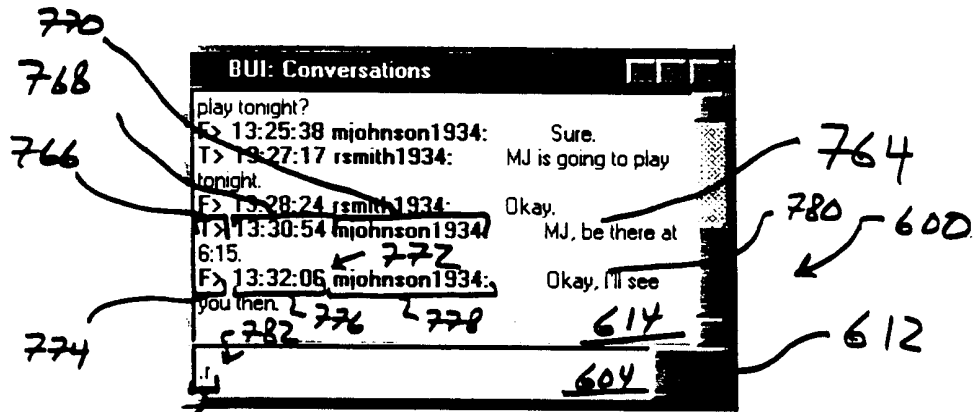 770
768
766
774
BUI: Conversations
play tonight?
F> 13:25:38 mjohnson1934: Sure.
T> 19:27:17 rsmith1934: MJ is going to play
tonight.
F> 13:28:24 rsmith1934: Okay.
T> 13:30:54 mjohnson1934: MJ, be there at
6:15.
772
F> 13:32:06 mjohnson1934: Okay, I'll see
you then.
776
778
782
614
.r
604
764
780
600
612